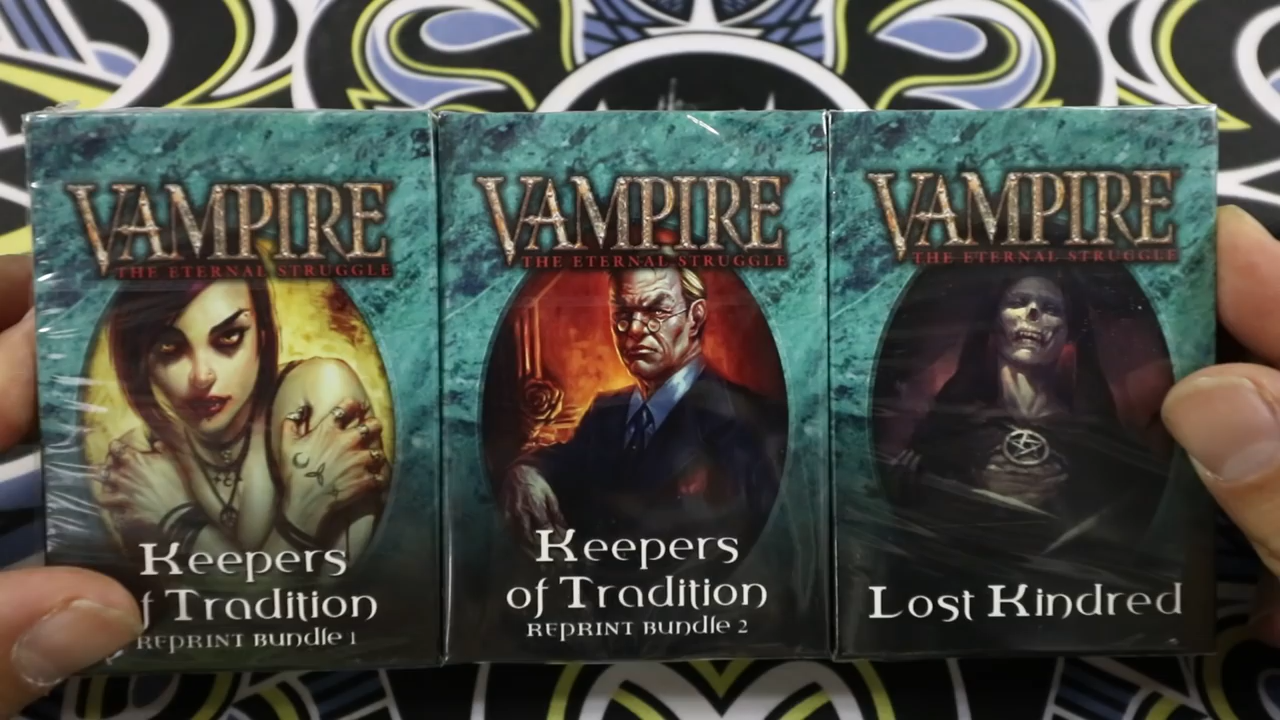 VAMPIRE
THE ETERNAL STRUGGLE
Keepers
f Tradition
REPRINT BUNDLE 1
VAMPIRE
THE ETERNAL STRUGGLE
Keepers
of Tradition
REPRINT BUNDLE 2
VAMPIRE
THE ETERNAL STRUGGLE
Lost Kindred